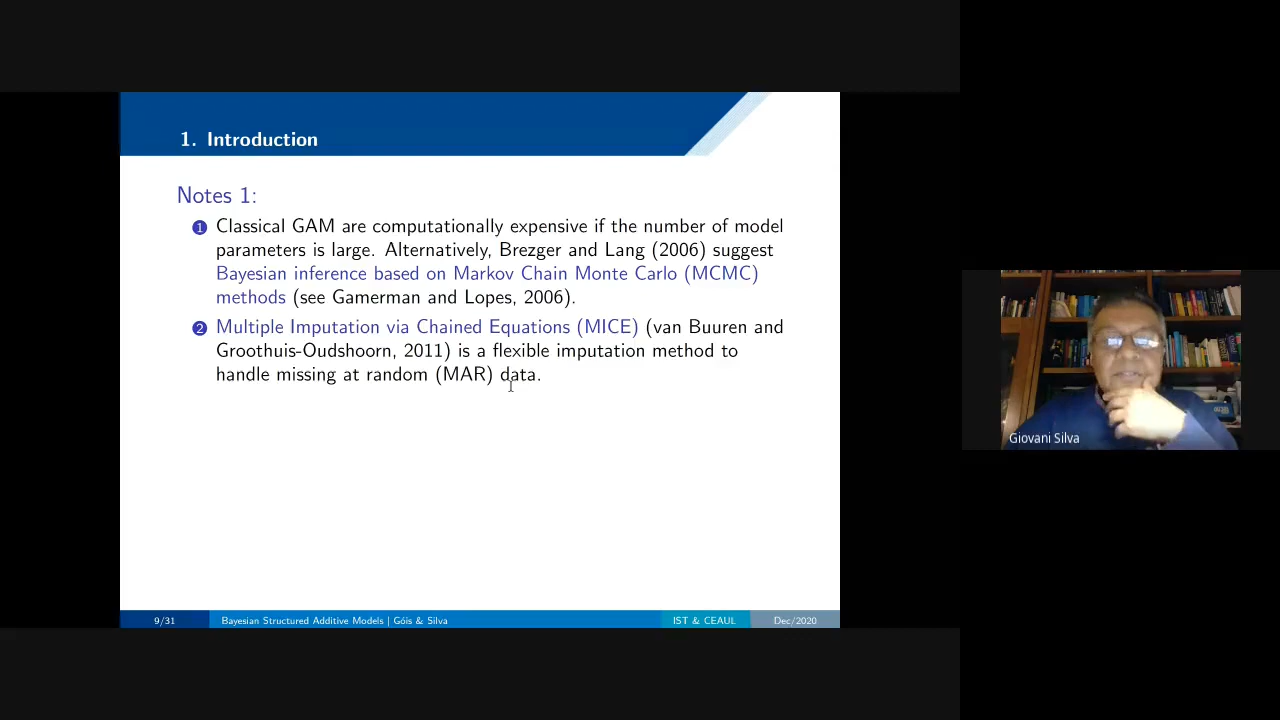 1. Introduction
Notes 1:
1 Classical GAM are computationally expensive if the number of model
parameters is large. Alternatively, Brezger and Lang (2006) suggest
Bayesian inference based on Markov Chain Monte Carlo (MCMC)
methods (see Gamerman and Lopes, 2006).
2 Multiple Imputation via Chained Equations (MICE) (van Buuren and
Groothuis-Oudshoorn, 2011) is a flexible imputation method to
handle missing at random (MAR) data.
9/31 Bayesian Structured Additive Models | Góis & Silva IST & CEAUL Dec/2020
Giovani Silva